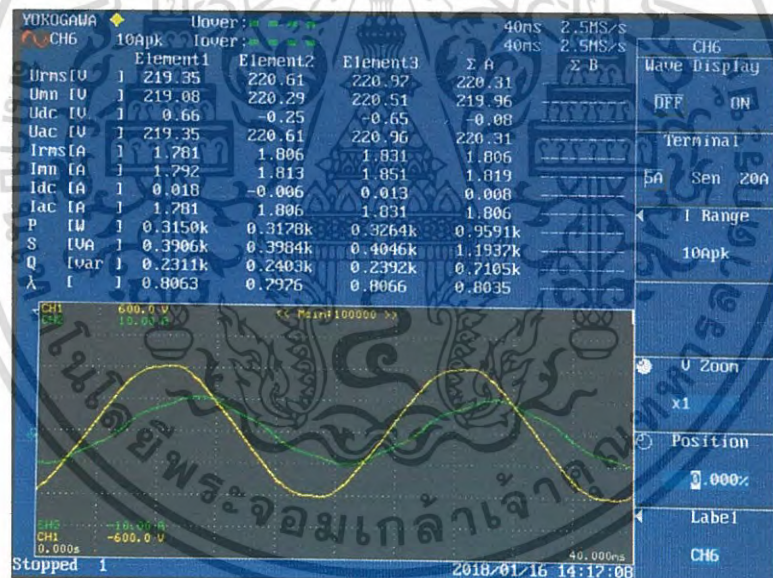 YOKOGAWA Uover: 40ms 2.5MS/s
CH6 10Apk Iover: 40ms 2.5MS/s
Element1 Element2 Element3 Σ A Σ B
Urms[V ] 219.35 220.61 220.92 220.31
Umn [V ] 219.08 220.29 220.51 219.96
Udc [V ] 0.66 -0.25 -0.65 -0.08
Uac [V ] 219.35 220.61 220.96 220.31
Irms[A ] 1.781 1.806 1.831 1.806
Imn [A ] 1.792 1.813 1.851 1.819
Idc [A ] 0.018 -0.006 0.013 0.008
Iac [A ] 1.781 1.806 1.831 1.806
P [W ] 0.3150k 0.3178k 0.3264k 0.9591k
S [VA ] 0.3906k 0.3984k 0.4046k 1.1937k
Q [var ] 0.2311k 0.2403k 0.2392k 0.7105k
λ [ ] 0.8063 0.7976 0.8066 0.8035
CH1 600.0 V << Main:100000 >>
CH2 10.00 A
CH2 -10.00 A
CH1 -600.0 V
0.000s 40.000ms
Stopped 1 2018/01/16 14:17:08
CH6
Wave Display
OFF ON
Terminal
5A Sen 20A
I Range
10Apk
V Zoom
x1
Position
0.000%
Label
CH6